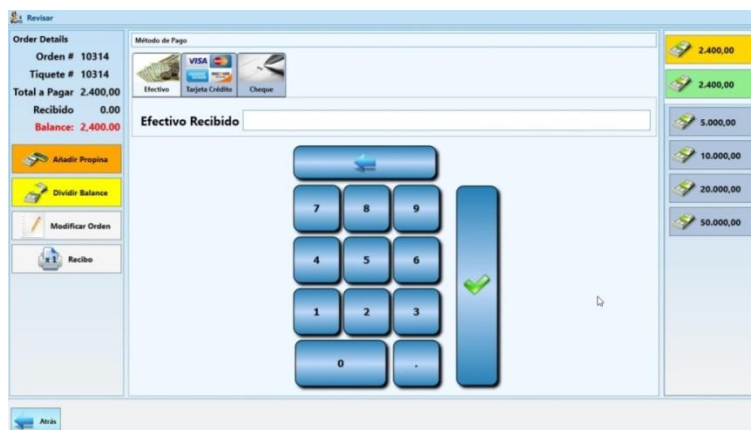 Revisar
Order Details
Orden # 10314
Tiquete # 10314
Total a Pagar 2.400,00
Recibido 0.00
Balance: 2,400.00
Añadir Propina
Dividir Balance
Modificar Orden
x 1 Recibo
Método de Pago
VISA
Efectivo
Tarjeta Crédito
Cheque
Efectivo Recibido
7 8 9
4 5 6
1 2 3
0 .
2.400,00
2.400,00
5.000,00
10.000,00
20.000,00
50.000,00
Atrás